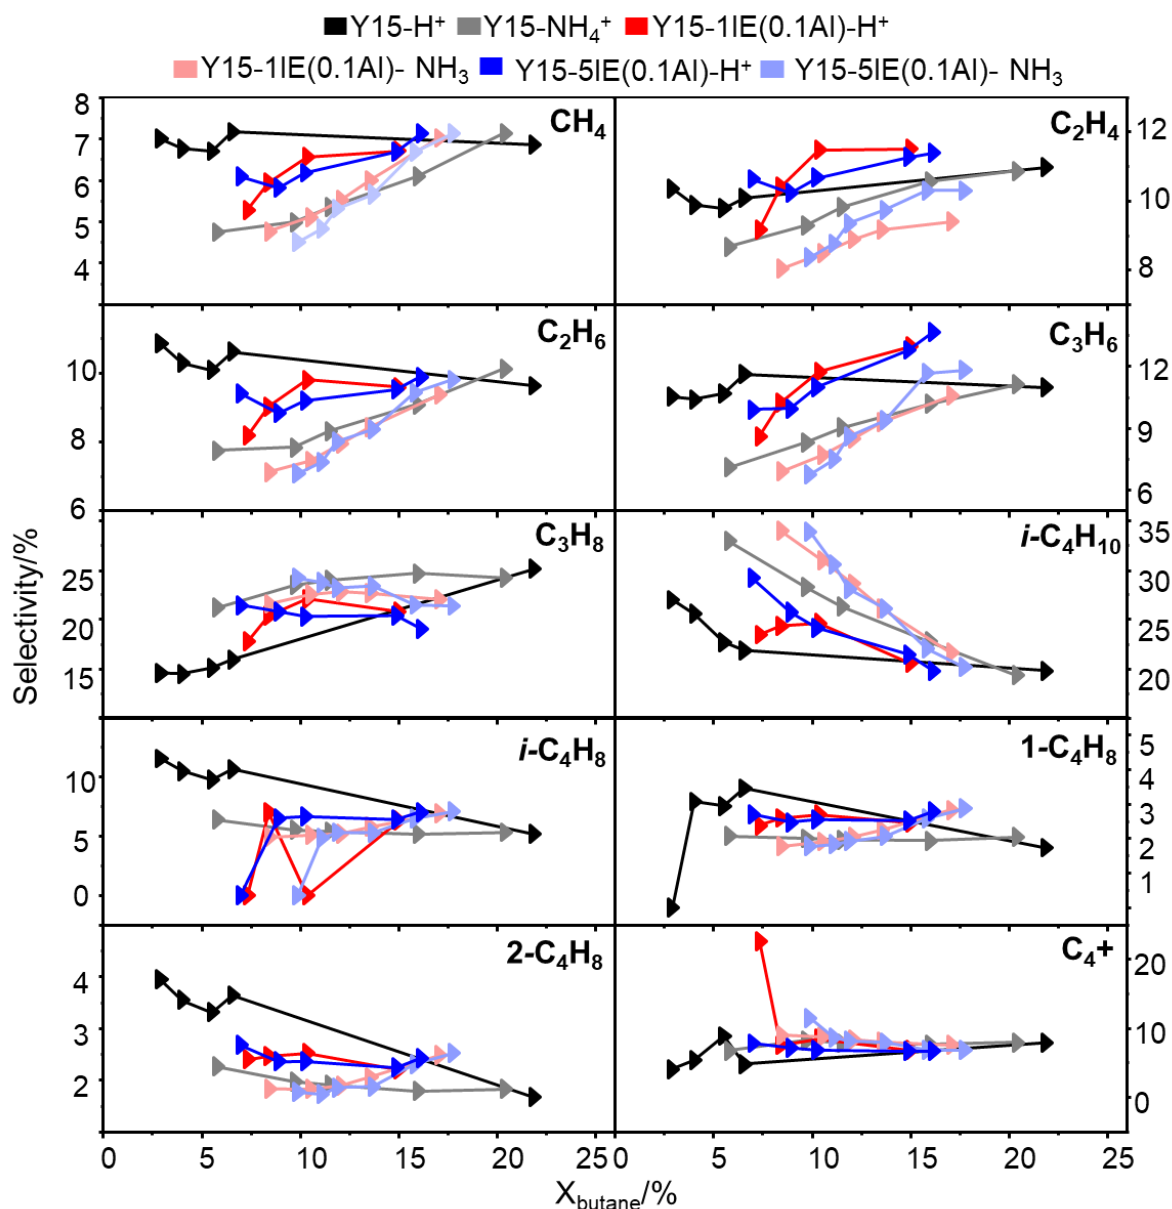 Y15-H⁺ Y15-NH₄⁺ Y15-1IE(0.1Al)-H⁺
Y15-1IE(0.1Al)- NH₃ Y15-5IE(0.1Al)-H⁺ Y15-5IE(0.1Al)- NH₃
8
7
6
5
4
CH₄
C₂H₄
12
10
8
10
8
6
C₂H₆
C₃H₆
12
9
6
25
20
15
C₃H₈
i-C₄H₁₀
35
30
25
20
10
5
0
i-C₄H₈
1-C₄H₈
5
4
3
2
1
0
4
3
2
2-C₄H₈
C₄+
20
10
0
0 5 10 15 20 25 0 5 10 15 20 25
Selectivity/%
X_butane/%